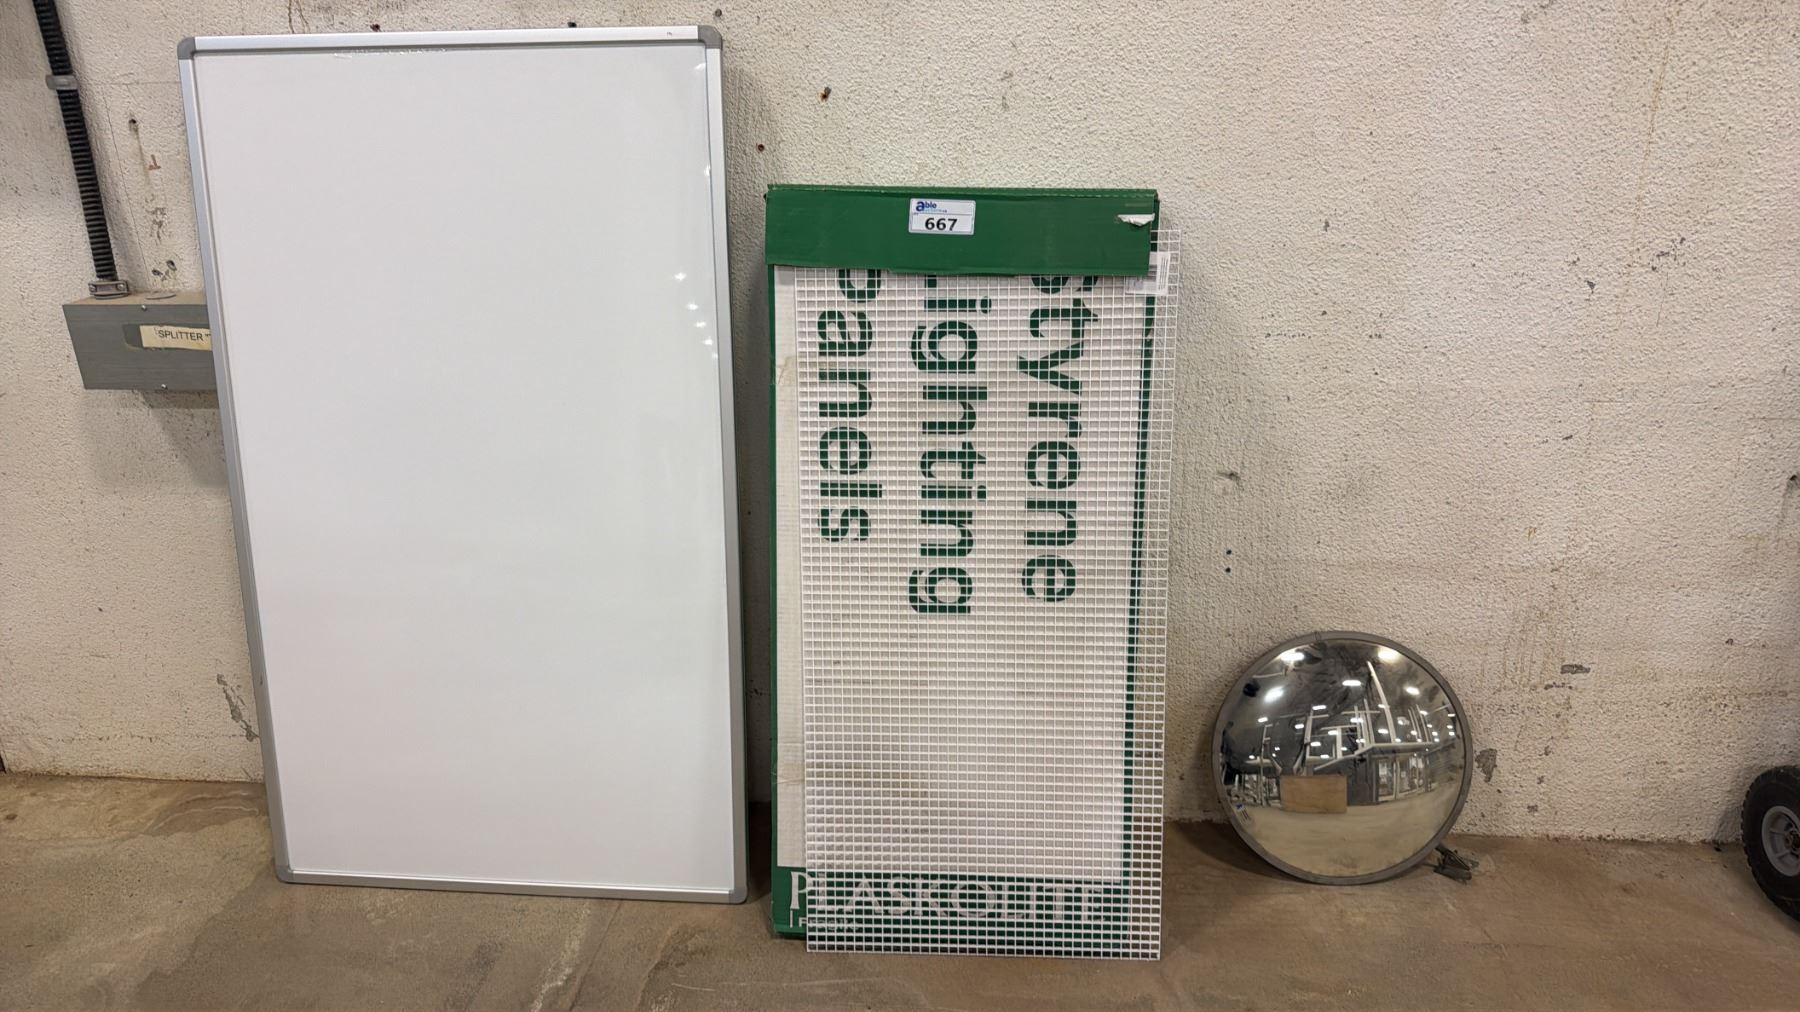 SPLITTER "
able
667
Styrene
Lighting
Panels
PLASKOLITE